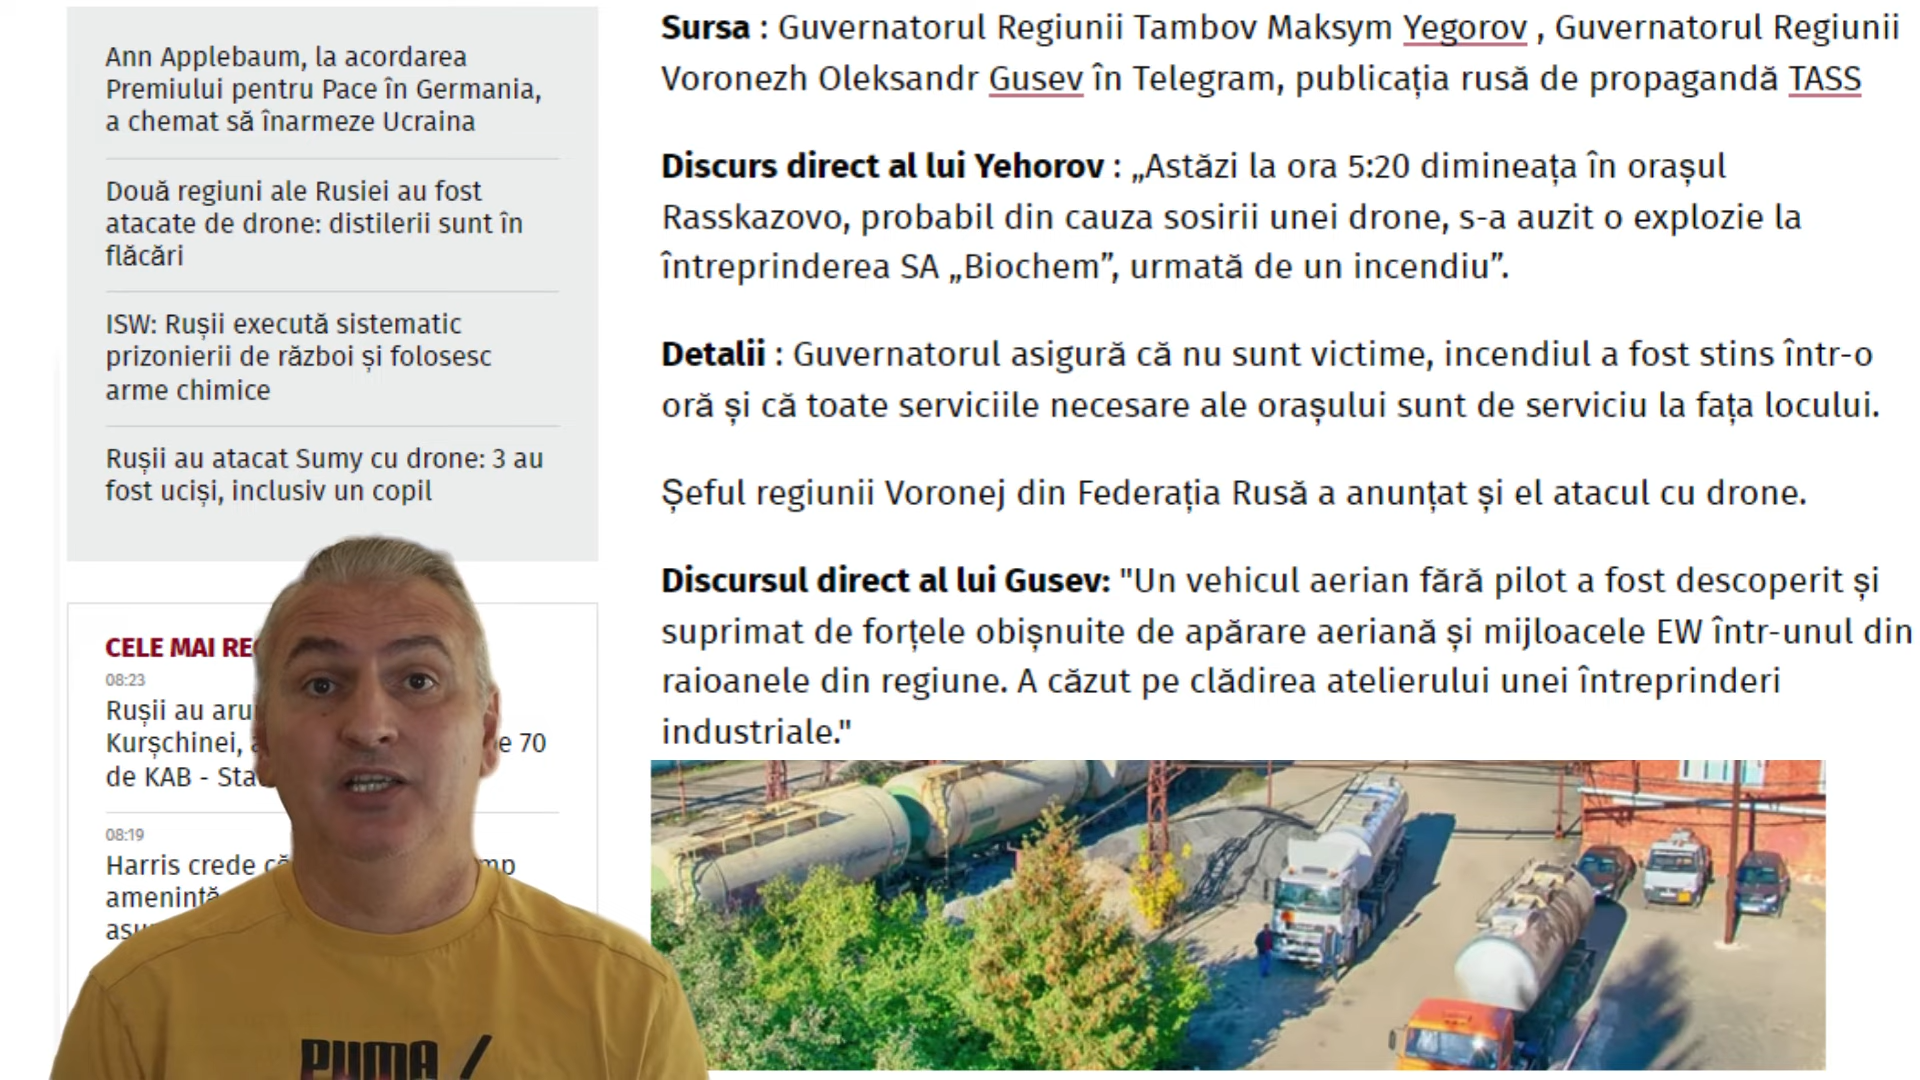 Ann Applebaum, la acordarea
Premiului pentru Pace în Germania,
a chemat să înarmeze Ucraina
Două regiuni ale Rusiei au fost
atacate de drone: distilerii sunt în
flăcări
ISW: Rușii execută sistematic
prizonierii de război și folosesc
arme chimice
Rușii au atacat Sumy cu drone: 3 au
fost uciși, inclusiv un copil
CELE MAI
08:23
Rușii au
Kurșchinei, 70
de KAB -
08:19
Harris crede
amenință
Sursa : Guvernatorul Regiunii Tambov Maksym Yegorov , Guvernatorul Regiunii
Voronezh Oleksandr Gusev în Telegram, publicația rusă de propagandă TASS
Discurs direct al lui Yehorov : „Astăzi la ora 5:20 dimineața în orașul
Rasskazovo, probabil din cauza sosirii unei drone, s-a auzit o explozie la
întreprinderea SA „Biochem”, urmată de un incendiu”.
Detalii : Guvernatorul asigură că nu sunt victime, incendiul a fost stins într-o
oră și că toate serviciile necesare ale orașului sunt de serviciu la fața locului.
Șeful regiunii Voronej din Federația Rusă a anunțat și el atacul cu drone.
Discursul direct al lui Gusev: "Un vehicul aerian fără pilot a fost descoperit și
suprimat de forțele obișnuite de apărare aeriană și mijloacele EW într-unul din
raioanele din regiune. A căzut pe clădirea atelierului unei întreprinderi
industriale."
PUMA